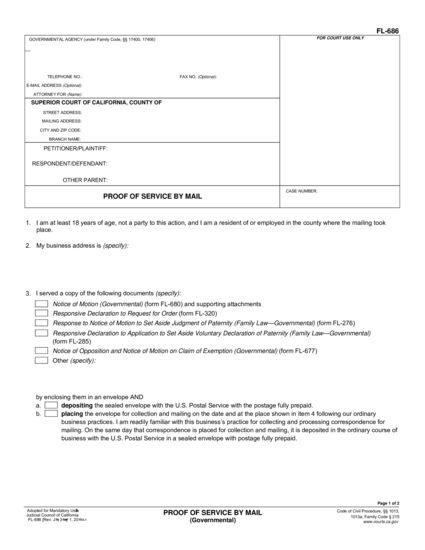 FL-686
GOVERNMENTAL AGENCY (under Family Code, §§ 17400, 17406)
FOR COURT USE ONLY
TELEPHONE NO.:
FAX NO. (Optional):
E-MAIL ADDRESS (Optional):
ATTORNEY FOR (Name):
SUPERIOR COURT OF CALIFORNIA, COUNTY OF
STREET ADDRESS:
MAILING ADDRESS:
CITY AND ZIP CODE:
BRANCH NAME:
PETITIONER/PLAINTIFF:
RESPONDENT/DEFENDANT:
OTHER PARENT:
PROOF OF SERVICE BY MAIL
CASE NUMBER:
1. I am at least 18 years of age, not a party to this action, and I am a resident of or employed in the county where the mailing took
place.
2. My business address is (specify):
3. I served a copy of the following documents (specify):
Notice of Motion (Governmental) (form FL-680) and supporting attachments
Responsive Declaration to Request for Order (form FL-320)
Response to Notice of Motion to Set Aside Judgment of Paternity (Family Law—Governmental) (form FL-276)
Responsive Declaration to Application to Set Aside Voluntary Declaration of Paternity (Family Law—Governmental)
(form FL-285)
Notice of Opposition and Notice of Motion on Claim of Exemption (Governmental) (form FL-677)
Other (specify):
by enclosing them in an envelope AND
a. depositing the sealed envelope with the U.S. Postal Service with the postage fully prepaid.
b. placing the envelope for collection and mailing on the date and at the place shown in item 4 following our ordinary
business practices. I am readily familiar with this business's practice for collecting and processing correspondence for
mailing. On the same day that correspondence is placed for collection and mailing, it is deposited in the ordinary course of
business with the U.S. Postal Service in a sealed envelope with postage fully prepaid.
Page 1 of 2
Adopted for Mandatory Use
Judicial Council of California
FL-686 [Rev.
PROOF OF SERVICE BY MAIL
(Governmental)
Code of Civil Procedure, §§ 1013,
1013a; Family Code § 215
www.courts.ca.gov